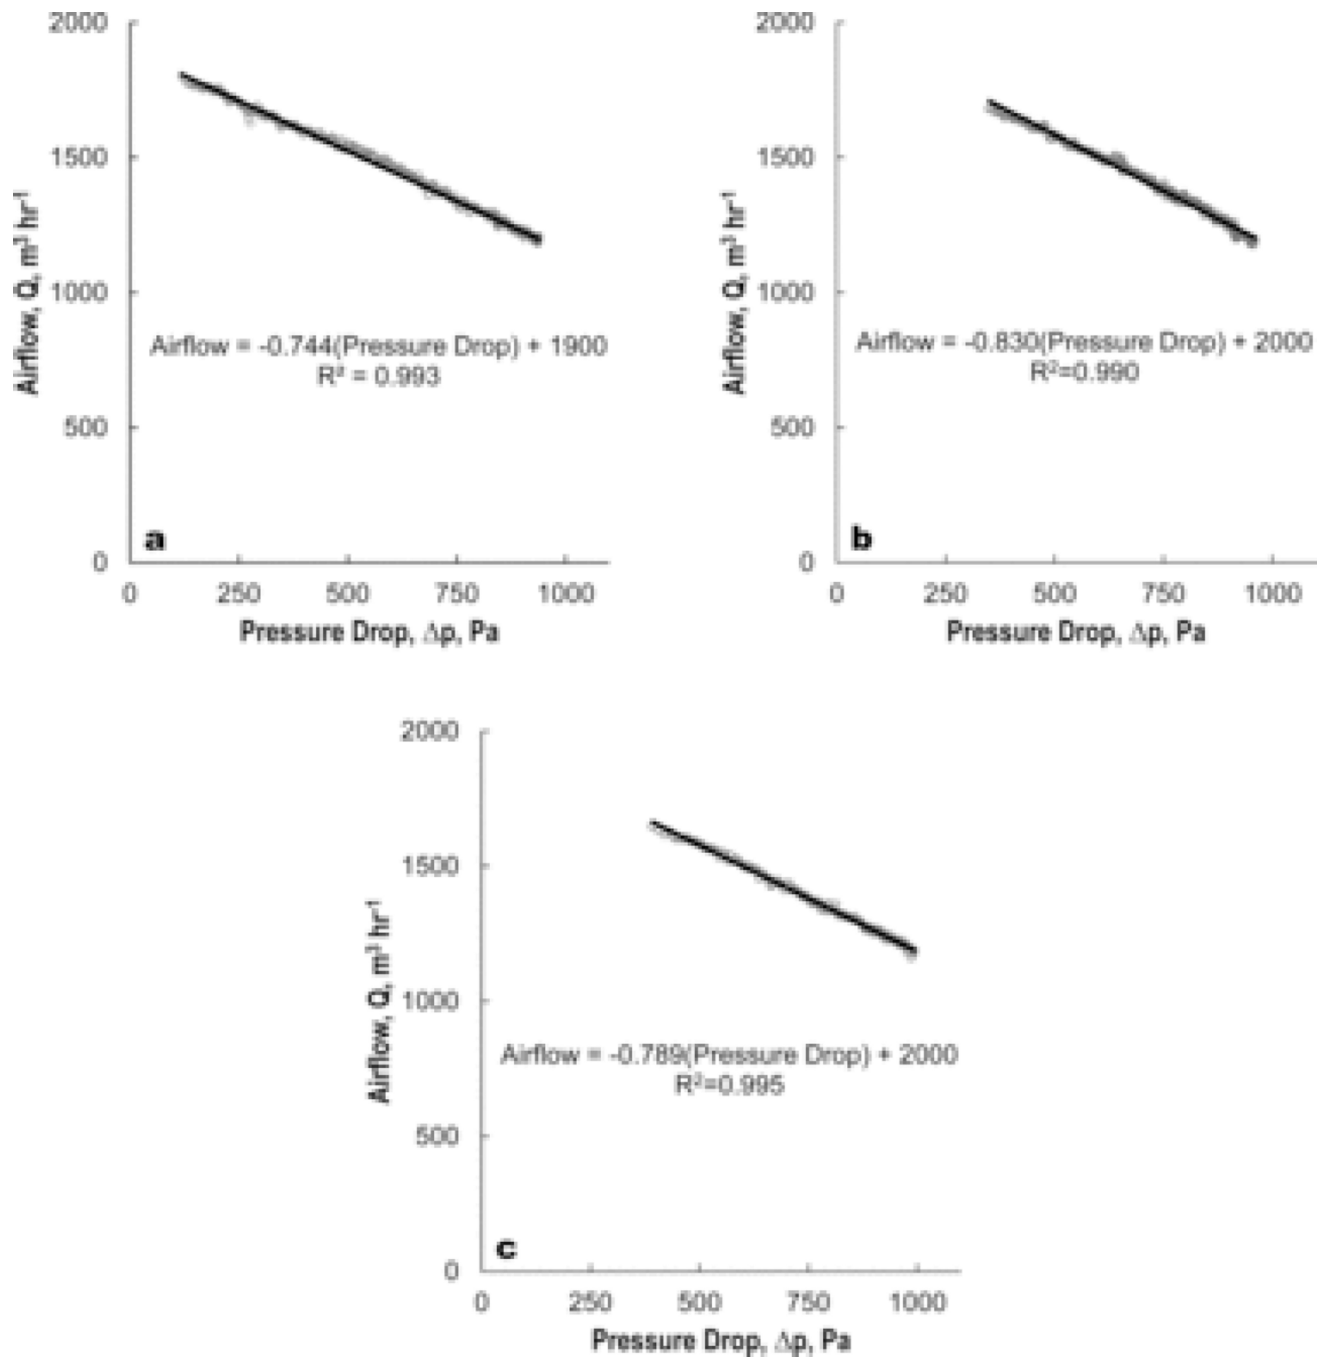 2000
1500
1000
500
0
Airflow, Q, m³ hr⁻¹
Airflow = -0.744(Pressure Drop) + 1900
R² = 0.993
a
0 250 500 750 1000
Pressure Drop, Δp, Pa
2000
1500
1000
500
0
Airflow, Q, m³ hr⁻¹
Airflow = -0.830(Pressure Drop) + 2000
R²=0.990
b
0 250 500 750 1000
Pressure Drop, Δp, Pa
2000
1500
1000
500
0
Airflow, Q, m³ hr⁻¹
Airflow = -0.789(Pressure Drop) + 2000
R²=0.995
c
0 250 500 750 1000
Pressure Drop, Δp, Pa